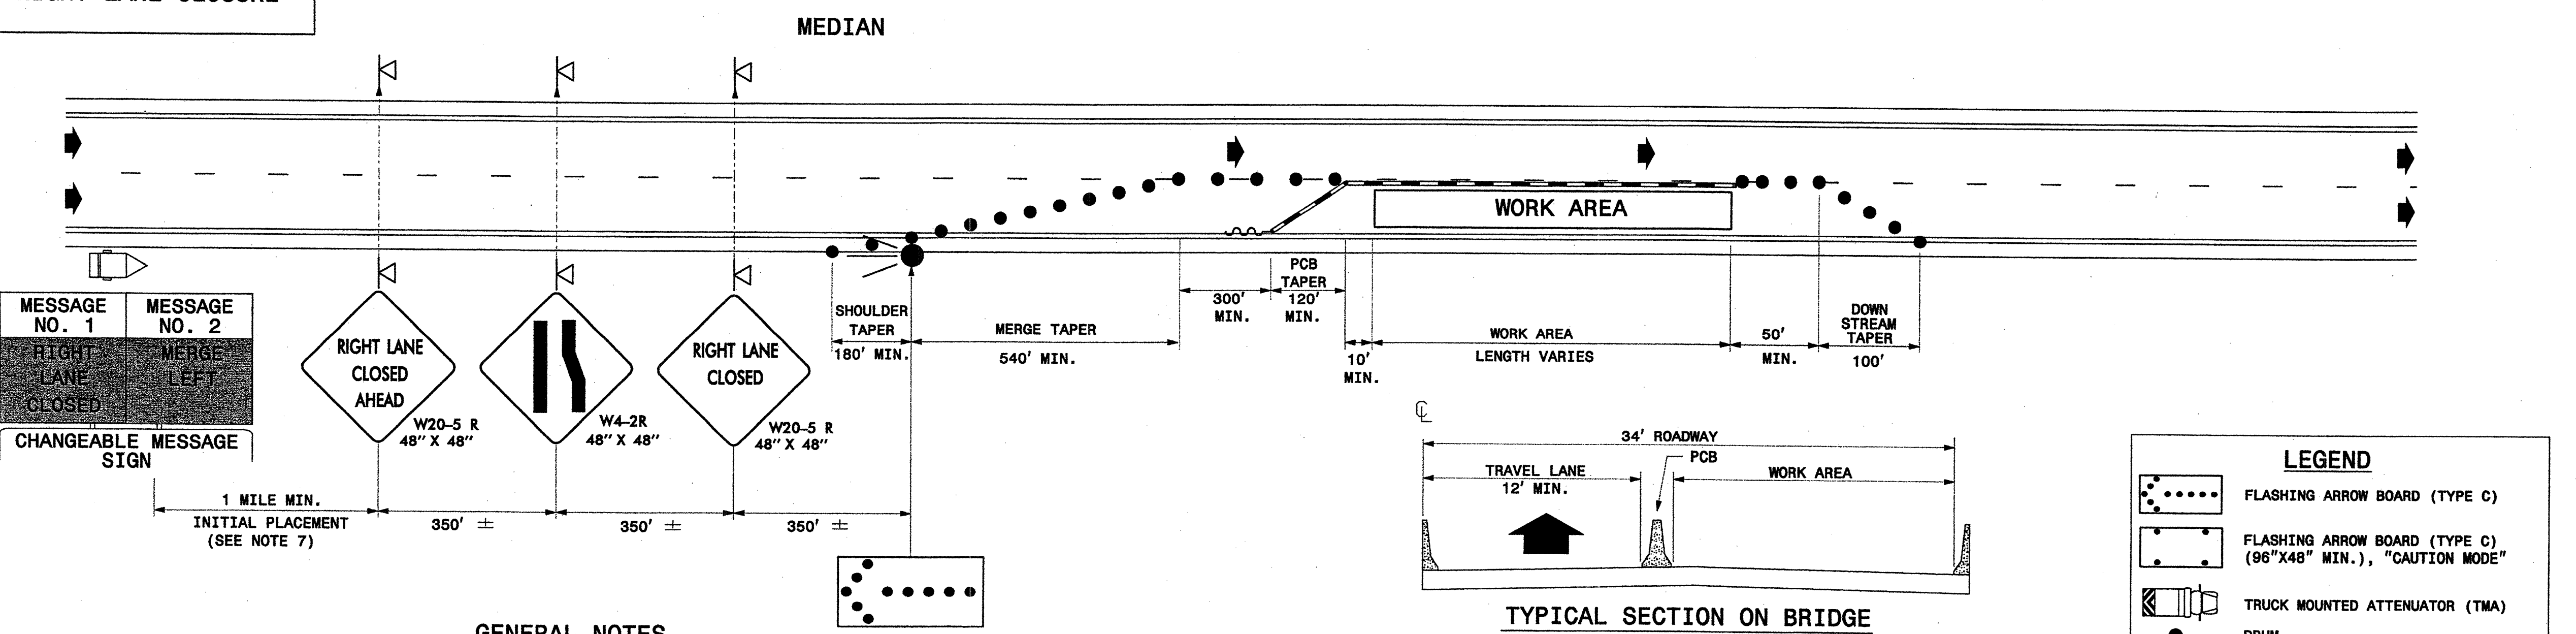 RIGHT LANE CLOSURE
MEDIAN
WORK AREA
MESSAGE NO. 1
MESSAGE NO. 2
RIGHT LANE CLOSED
MERGE LEFT
CHANGEABLE MESSAGE SIGN
RIGHT LANE
CLOSED
AHEAD
W20-5 R
48" X 48"
W4-2R
48" X 48"
RIGHT LANE
CLOSED
W20-5 R
48" X 48"
SHOULDER
TAPER
180' MIN.
MERGE TAPER
540' MIN.
300'
MIN.
PCB
TAPER
120'
MIN.
10'
MIN.
WORK AREA
LENGTH VARIES
50'
MIN.
DOWN
STREAM
TAPER
100'
1 MILE MIN.
INITIAL PLACEMENT
(SEE NOTE 7)
350' ±
350' ±
350' ±
GENERAL NOTES
CL
34' ROADWAY
PCB
TRAVEL LANE
12' MIN.
WORK AREA
TYPICAL SECTION ON BRIDGE
LEGEND
FLASHING ARROW BOARD (TYPE C)
FLASHING ARROW BOARD (TYPE C)
(96"X48" MIN.), "CAUTION MODE"
TRUCK MOUNTED ATTENUATOR (TMA)
DRUM